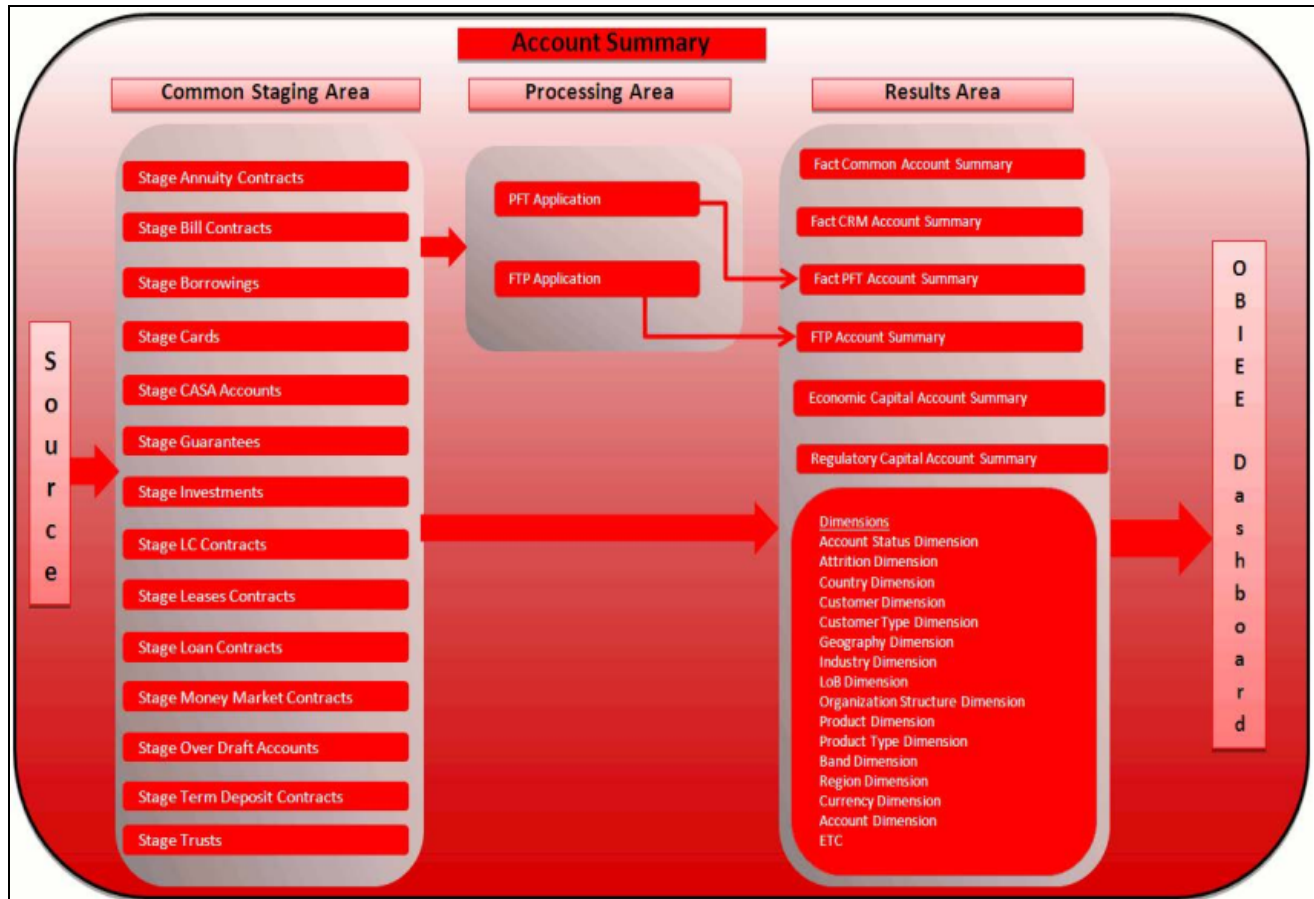 Account Summary
Common Staging Area
Processing Area
Results Area
Source
Stage Annuity Contracts
Stage Bill Contracts
Stage Borrowings
Stage Cards
Stage CASA Accounts
Stage Guarantees
Stage Investments
Stage LC Contracts
Stage Leases Contracts
Stage Loan Contracts
Stage Money Market Contracts
Stage Over Draft Accounts
Stage Term Deposit Contracts
Stage Trusts
PFT Application
FTP Application
Fact Common Account Summary
Fact CRM Account Summary
Fact PFT Account Summary
FTP Account Summary
Economic Capital Account Summary
Regulatory Capital Account Summary
Dimensions
Account Status Dimension
Attrition Dimension
Country Dimension
Customer Dimension
Customer Type Dimension
Geography Dimension
Industry Dimension
LoB Dimension
Organization Structure Dimension
Product Dimension
Product Type Dimension
Band Dimension
Region Dimension
Currency Dimension
Account Dimension
ETC
OBIEE Dashboard